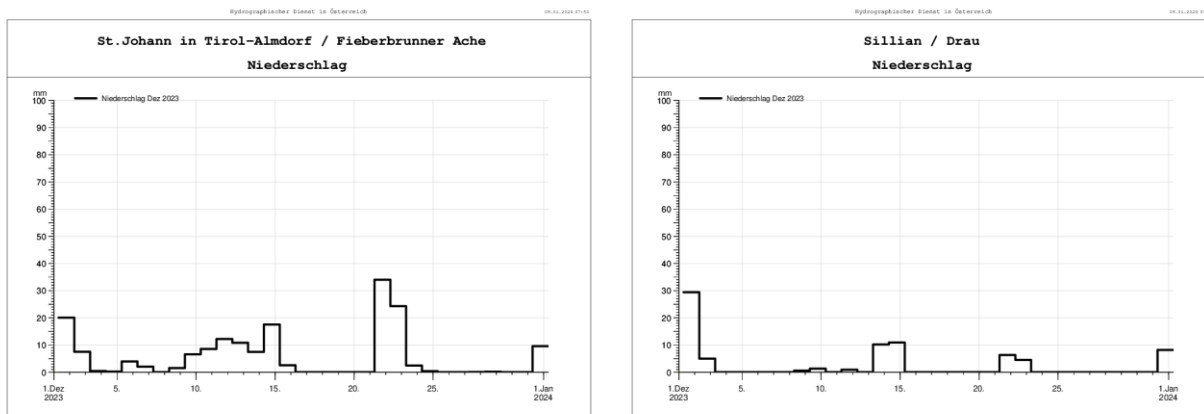 Hydrographischer Dienst in Österreich
St.Johann in Tirol-Almdorf / Fieberbrunner Ache
Niederschlag
mm
Niederschlag Dez 2023
100
90
80
70
60
50
40
30
20
10
0
1.Dez 5. 10. 15. 20. 25. 1.Jan
2023 2024
Hydrographischer Dienst in Österreich
Sillian / Drau
Niederschlag
mm
Niederschlag Dez 2023
100
90
80
70
60
50
40
30
20
10
0
1.Dez 5. 10. 15. 20. 25. 1.Jan
2023 2024